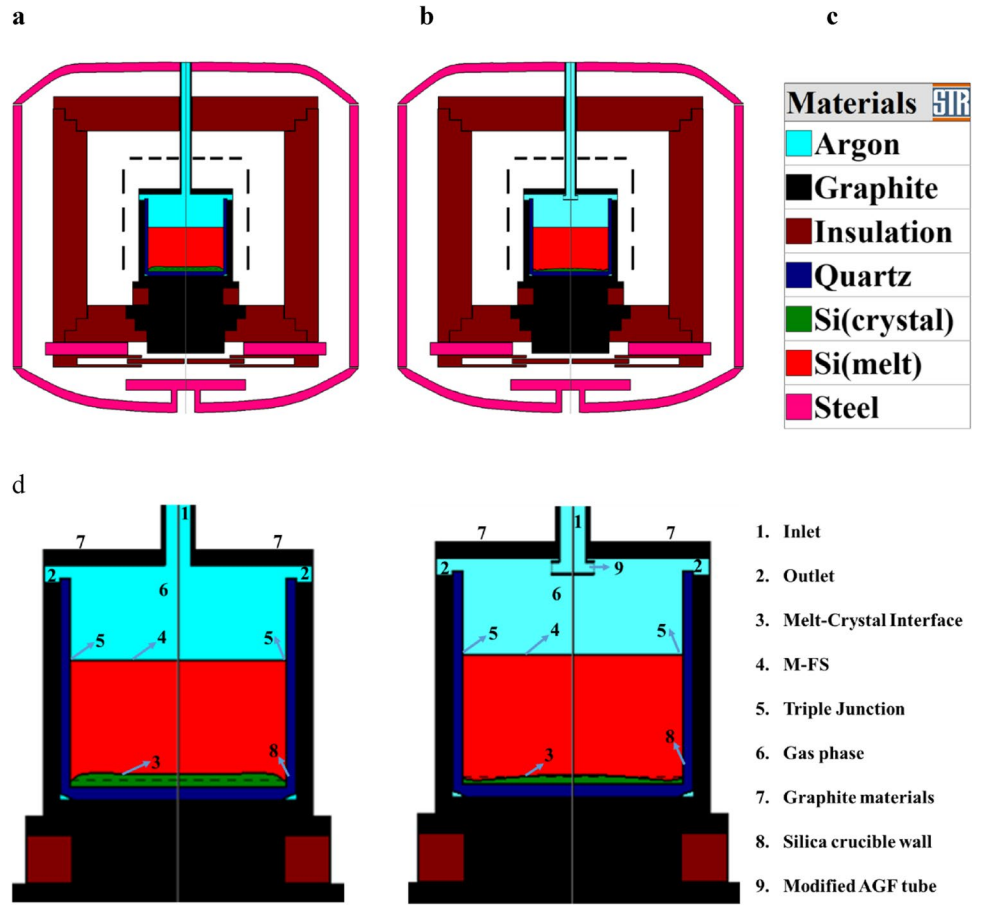 a
b
c
Materials STR
Argon
Graphite
Insulation
Quartz
Si(crystal)
Si(melt)
Steel
d
1
7
7
2
2
6
5
4
5
3
8
1
7
7
2
2
9
6
5
4
5
3
8
1. Inlet
2. Outlet
3. Melt-Crystal Interface
4. M-FS
5. Triple Junction
6. Gas phase
7. Graphite materials
8. Silica crucible wall
9. Modified AGF tube